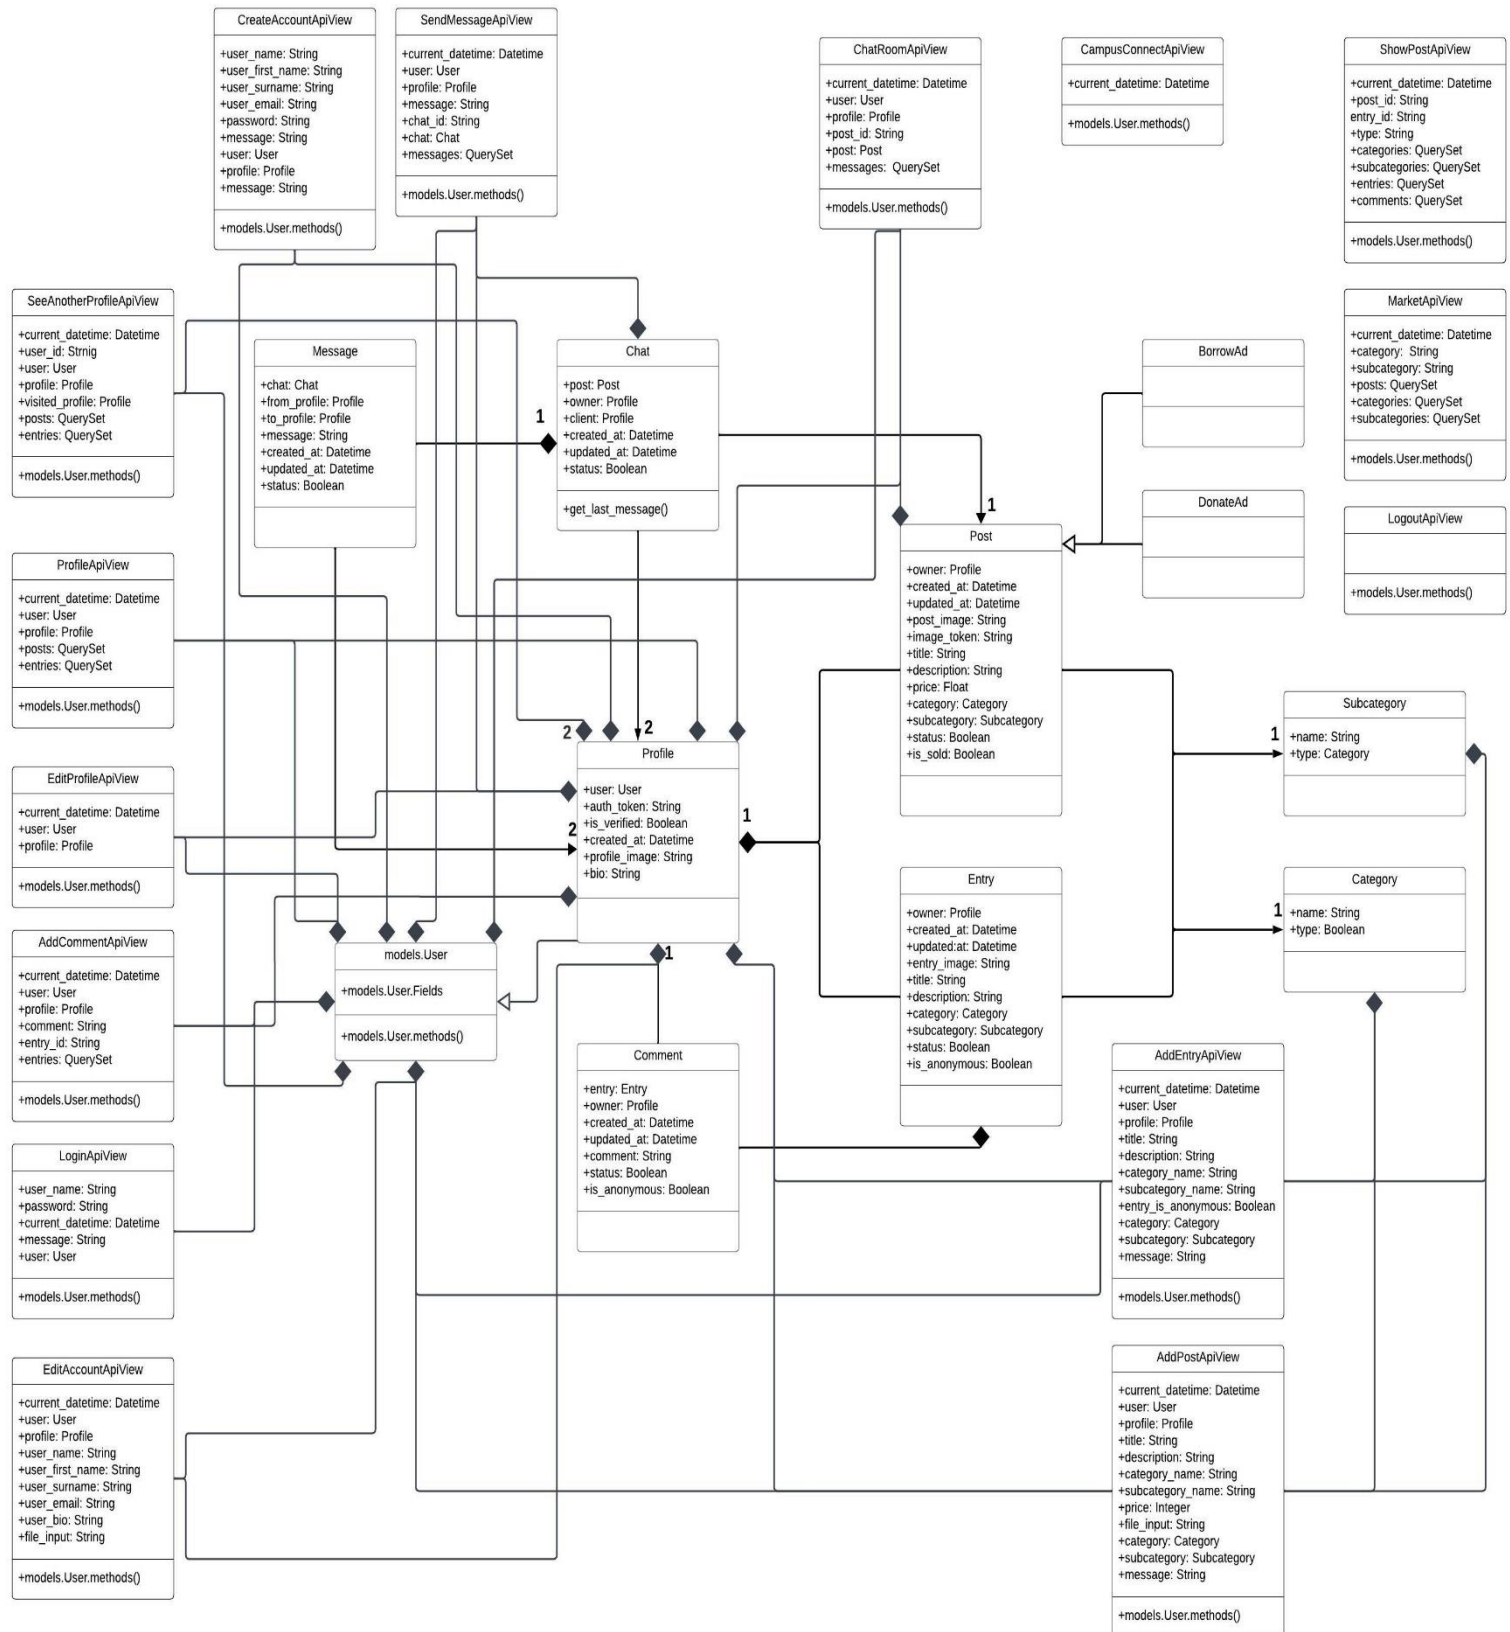 CreateAccountApiView
+user_name: String
+user_first_name: String
+user_surname: String
+user_email: String
+password: String
+message: String
+user: User
+profile: Profile
+message: String
+models.User.methods()
SendMessageApiView
+current_datetime: Datetime
+user: User
+profile: Profile
+message: String
+chat_id: String
+chat: Chat
+messages: QuerySet
+models.User.methods()
ChatRoomApiView
+current_datetime: Datetime
+user: User
+profile: Profile
+post_id: String
+post: Post
+messages: QuerySet
+models.User.methods()
CampusConnectApiView
+current_datetime: Datetime
+models.User.methods()
ShowPostApiView
+current_datetime: Datetime
+post_id: String
entry_id: String
+type: String
+categories: QuerySet
+subcategories: QuerySet
+entries: QuerySet
+comments: QuerySet
+models.User.methods()
SeeAnotherProfileApiView
+current_datetime: Datetime
+user_id: Strnig
+user: User
+profile: Profile
+visited_profile: Profile
+posts: QuerySet
+entries: QuerySet
+models.User.methods()
Message
+chat: Chat
+from_profile: Profile
+to_profile: Profile
+message: String
+created_at: Datetime
+updated_at: Datetime
+status: Boolean
1
Chat
+post: Post
+owner: Profile
+client: Profile
+created_at: Datetime
+updated_at: Datetime
+status: Boolean
+get_last_message()
BorrowAd
MarketApiView
+current_datetime: Datetime
+category: String
+subcategory: String
+posts: QuerySet
+categories: QuerySet
+subcategories: QuerySet
+models.User.methods()
DonateAd
LogoutApiView
+models.User.methods()
1
Post
+owner: Profile
+created_at: Datetime
+updated_at: Datetime
+post_image: String
+image_token: String
+title: String
+description: String
+price: Float
+category: Category
+subcategory: Subcategory
+status: Boolean
+is_sold: Boolean
ProfileApiView
+current_datetime: Datetime
+user: User
+profile: Profile
+posts: QuerySet
+entries: QuerySet
+models.User.methods()
2
2
Profile
+user: User
+auth_token: String
+is_verified: Boolean
+created_at: Datetime
+profile_image: String
+bio: String
2
1
1
Subcategory
+name: String
+type: Category
1
EditProfileApiView
+current_datetime: Datetime
+user: User
+profile: Profile
+models.User.methods()
Entry
+owner: Profile
+created_at: Datetime
+updated:at: Datetime
+entry_image: String
+title: String
+description: String
+category: Category
+subcategory: Subcategory
+status: Boolean
+is_anonymous: Boolean
1
Category
+name: String
+type: Boolean
AddCommentApiView
+current_datetime: Datetime
+user: User
+profile: Profile
+comment: String
+entry_id: String
+entries: QuerySet
+models.User.methods()
models.User
+models.User.Fields
+models.User.methods()
Comment
+entry: Entry
+owner: Profile
+created_at: Datetime
+updated_at: Datetime
+comment: String
+status: Boolean
+is_anonymous: Boolean
AddEntryApiView
+current_datetime: Datetime
+user: User
+profile: Profile
+title: String
+description: String
+category_name: String
+subcategory_name: String
+entry_is_anonymous: Boolean
+category: Category
+subcategory: Subcategory
+message: String
+models.User.methods()
LoginApiView
+user_name: String
+password: String
+current_datetime: Datetime
+message: String
+user: User
+models.User.methods()
EditAccountApiView
+current_datetime: Datetime
+user: User
+profile: Profile
+user_name: String
+user_first_name: String
+user_surname: String
+user_email: String
+user_bio: String
+file_input: String
+models.User.methods()
AddPostApiView
+current_datetime: Datetime
+user: User
+profile: Profile
+title: String
+description: String
+category_name: String
+subcategory_name: String
+price: Integer
+file_input: String
+category: Category
+subcategory: Subcategory
+message: String
+models.User.methods()